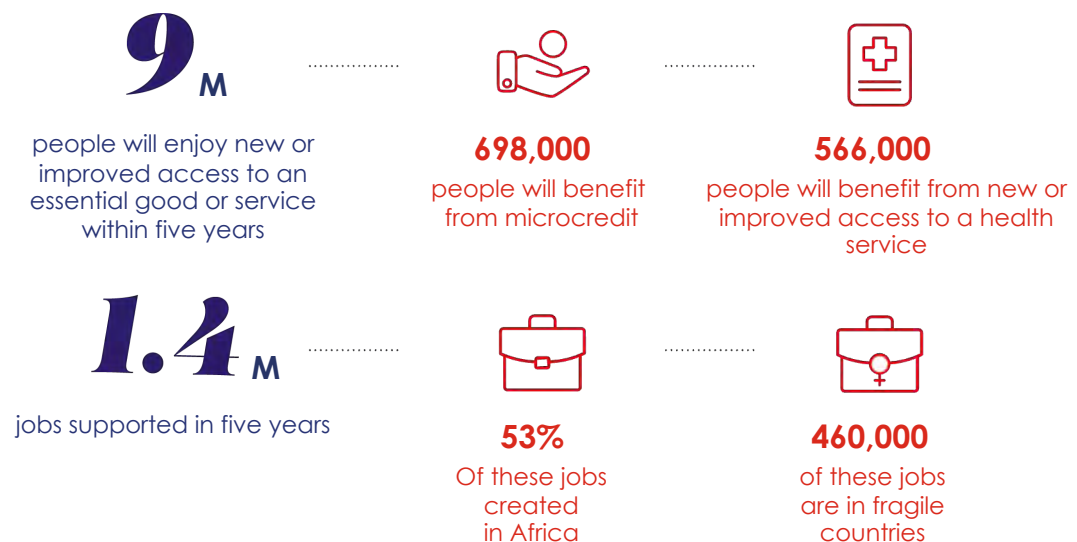 9 M
people will enjoy new or
improved access to an
essential good or service
within five years
698,000
people will benefit
from microcredit
566,000
people will benefit from new or
improved access to a health
service
1.4 M
jobs supported in five years
53%
Of these jobs
created
in Africa
460,000
of these jobs
are in fragile
countries